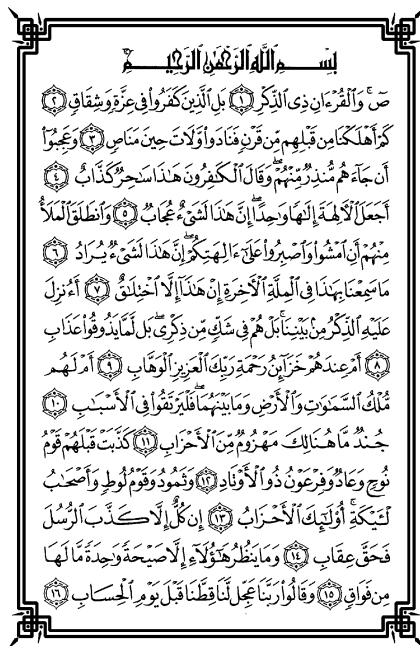 بِسْمِ ٱللَّهِ ٱلرَّحْمَٰنِ ٱلرَّحِيمِ
صٓ ۚ وَٱلْقُرْءَانِ ذِى ٱلذِّكْرِ ١ بَلِ ٱلَّذِينَ كَفَرُوا۟ فِى عِزَّةٍ وَشِقَاقٍ ٢
كَمْ أَهْلَكْنَا مِن قَبْلِهِم مِّن قَرْنٍ فَنَادَوا۟ وَّلَاتَ حِينَ مَنَاصٍ ٣ وَعَجِبُوٓا۟
أَن جَآءَهُم مُّنذِرٌ مِّنْهُمْ ۖ وَقَالَ ٱلْكَٰفِرُونَ هَٰذَا سَٰحِرٌ كَذَّابٌ ٤
أَجَعَلَ ٱلْـَٔالِهَةَ إِلَٰهًا وَٰحِدًا ۖ إِنَّ هَٰذَا لَشَىْءٌ عُجَابٌ ٥ وَٱنطَلَقَ ٱلْمَلَأُ
مِنْهُمْ أَنِ ٱمْشُوا۟ وَٱصْبِرُوا۟ عَلَىٰٓ ءَالِهَتِكُمْ ۖ إِنَّ هَٰذَا لَشَىْءٌ يُرَادُ ٦
مَا سَمِعْنَا بِهَٰذَا فِى ٱلْمِلَّةِ ٱلْـَٔاخِرَةِ إِنْ هَٰذَآ إِلَّا ٱخْتِلَٰقٌ ٧ أَءُنزِلَ
عَلَيْهِ ٱلذِّكْرُ مِنۢ بَيْنِنَا ۚ بَلْ هُمْ فِى شَكٍّ مِّن ذِكْرِى ۖ بَل لَّمَّا يَذُوقُوا۟ عَذَابِ
٨ أَمْ عِندَهُمْ خَزَآئِنُ رَحْمَةِ رَبِّكَ ٱلْعَزِيزِ ٱلْوَهَّابِ ٩ أَمْ لَهُم
مُّلْكُ ٱلسَّمَٰوَٰتِ وَٱلْأَرْضِ وَمَا بَيْنَهُمَا ۖ فَلْيَرْتَقُوا۟ فِى ٱلْأَسْبَٰبِ ١٠
جُندٌ مَّا هُنَالِكَ مَهْزُومٌ مِّنَ ٱلْأَحْزَابِ ١١ كَذَّبَتْ قَبْلَهُمْ قَوْمُ
نُوحٍ وَعَادٌ وَفِرْعَوْنُ ذُو ٱلْأَوْتَادِ ١٢ وَثَمُودُ وَقَوْمُ لُوطٍ وَأَصْحَٰبُ
لْـَٔيْكَةِ ۚ أُو۟لَٰٓئِكَ ٱلْأَحْزَابُ ١٣ إِن كُلٌّ إِلَّا كَذَّبَ ٱلرُّسُلَ
فَحَقَّ عِقَابِ ١٤ وَمَا يَنظُرُ هَٰٓؤُلَآءِ إِلَّا صَيْحَةً وَٰحِدَةً مَّا لَهَا
مِن فَوَاقٍ ١٥ وَقَالُوا۟ رَبَّنَا عَجِّل لَّنَا قِطَّنَا قَبْلَ يَوْمِ ٱلْحِسَابِ ١٦